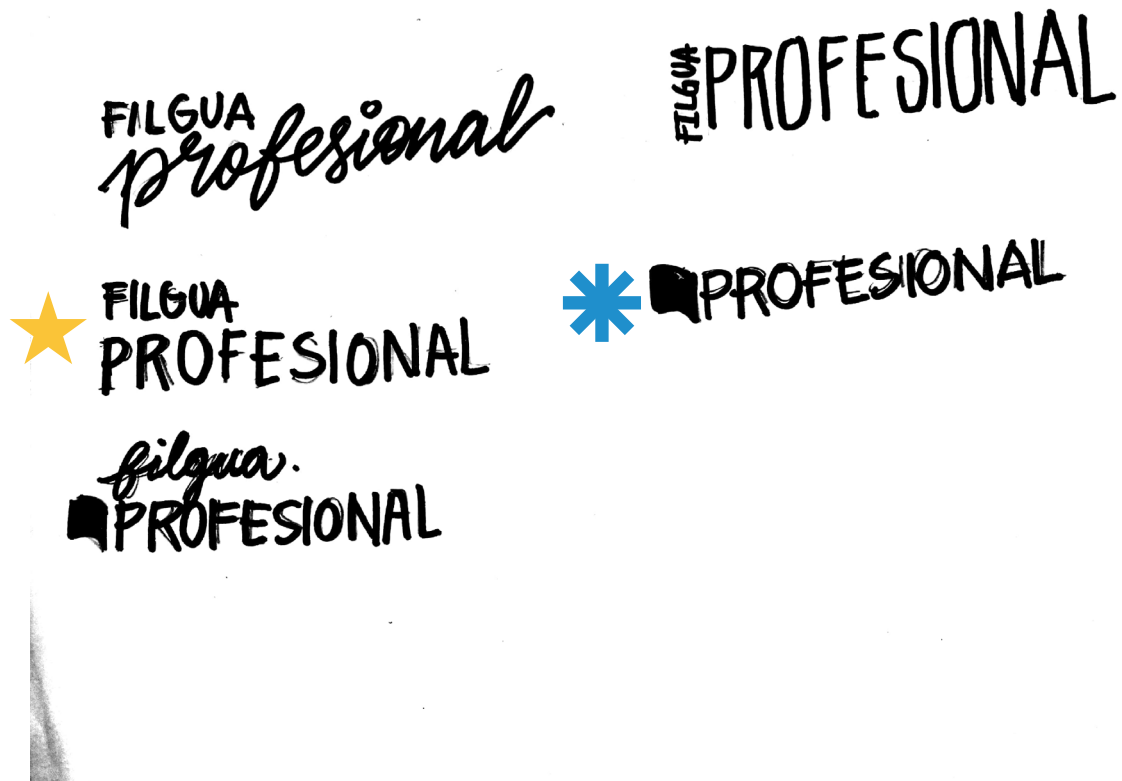 FILGUA
profesional
FILGUA
PROFESIONAL
FILGUA
PROFESIONAL
PROFESIONAL
filgua.
PROFESIONAL